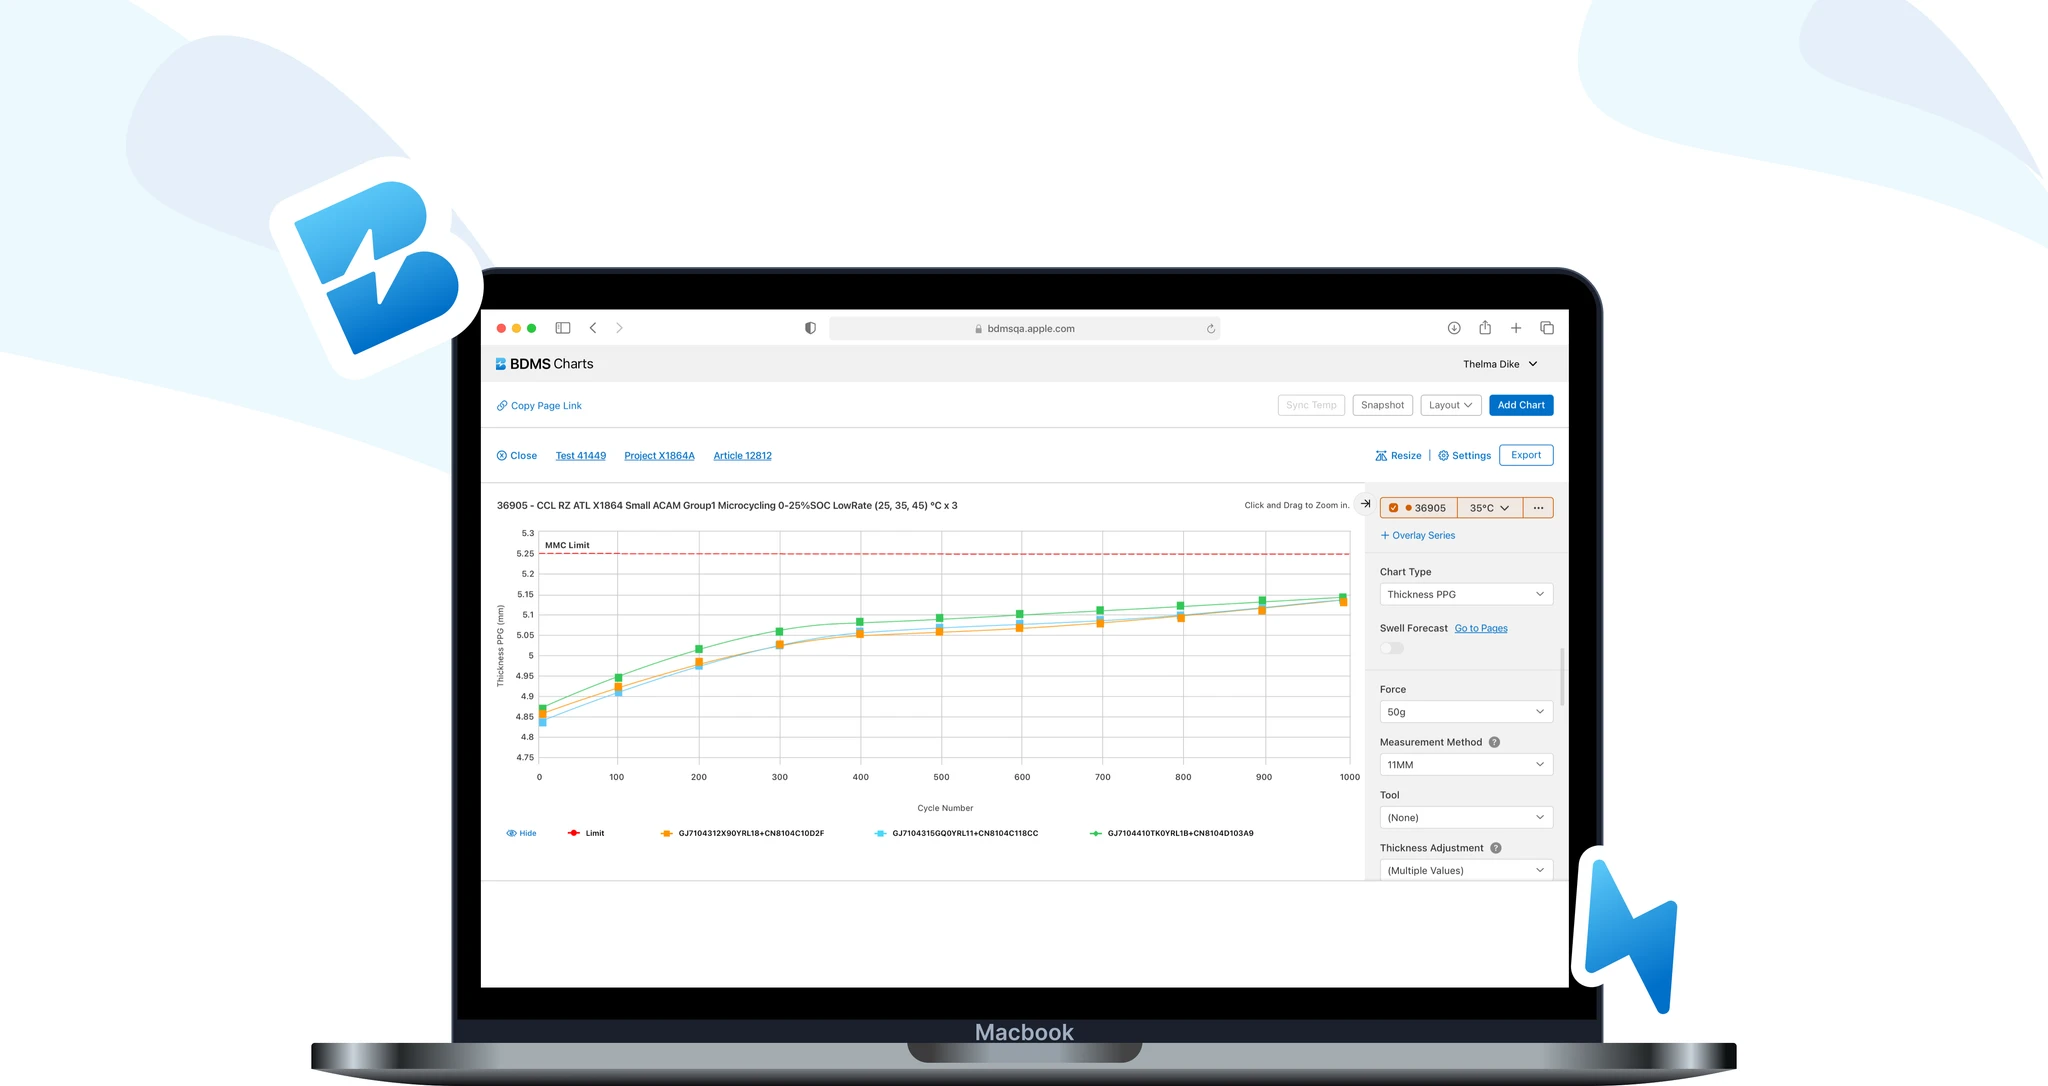 bdmsqa.apple.com
BDMS Charts
Thelma Dike
Copy Page Link
Sync Temp
Snapshot
Layout
Add Chart
Close
Test 41449
Project X1864A
Article 12812
Resize
Settings
Export
36905 - CCL RZ ATL X1864 Small ACAM Group1 Microcycling 0-25%SOC LowRate (25, 35, 45) °C x 3
Click and Drag to Zoom in.
36905
35°C
+ Overlay Series
MMC Limit
5.3
5.25
5.2
5.15
5.1
5.05
5
4.95
4.9
4.85
4.8
4.75
Thickness PPG (mm)
0 100 200 300 400 500 600 700 800 900 1000
Cycle Number
Hide
Limit
GJ7104312X90YRL18+CN8104C10D2F
GJ7104315GQ0YRL11+CN8104C118CC
GJ7104410TK0YRL1B+CN8104D103A9
Chart Type
Thickness PPG
Swell Forecast Go to Pages
Force
50g
Measurement Method ?
11MM
Tool
(None)
Thickness Adjustment ?
(Multiple Values)
Macbook